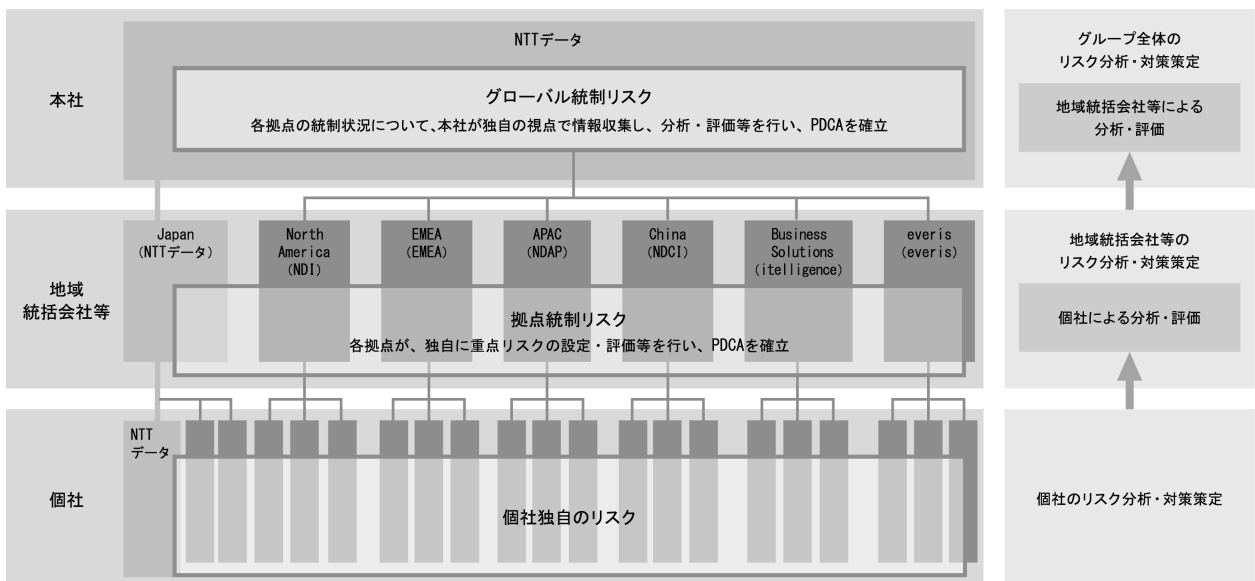 本社
NTTデータ
グローバル統制リスク
各拠点の統制状況について、本社が独自の視点で情報収集し、分析・評価等を行い、PDCAを確立
グループ全体の
リスク分析・対策策定
地域統括会社等による
分析・評価
地域
統括会社等
Japan
(NTTデータ)
North
America
(NDI)
EMEA
(EMEA)
APAC
(NDAP)
China
(NDCI)
Business
Solutions
(itelligence)
everis
(everis)
拠点統制リスク
各拠点が、独自に重点リスクの設定・評価等を行い、PDCAを確立
地域統括会社等の
リスク分析・対策策定
個社による分析・評価
個社
NTT
データ
個社独自のリスク
個社のリスク分析・対策策定